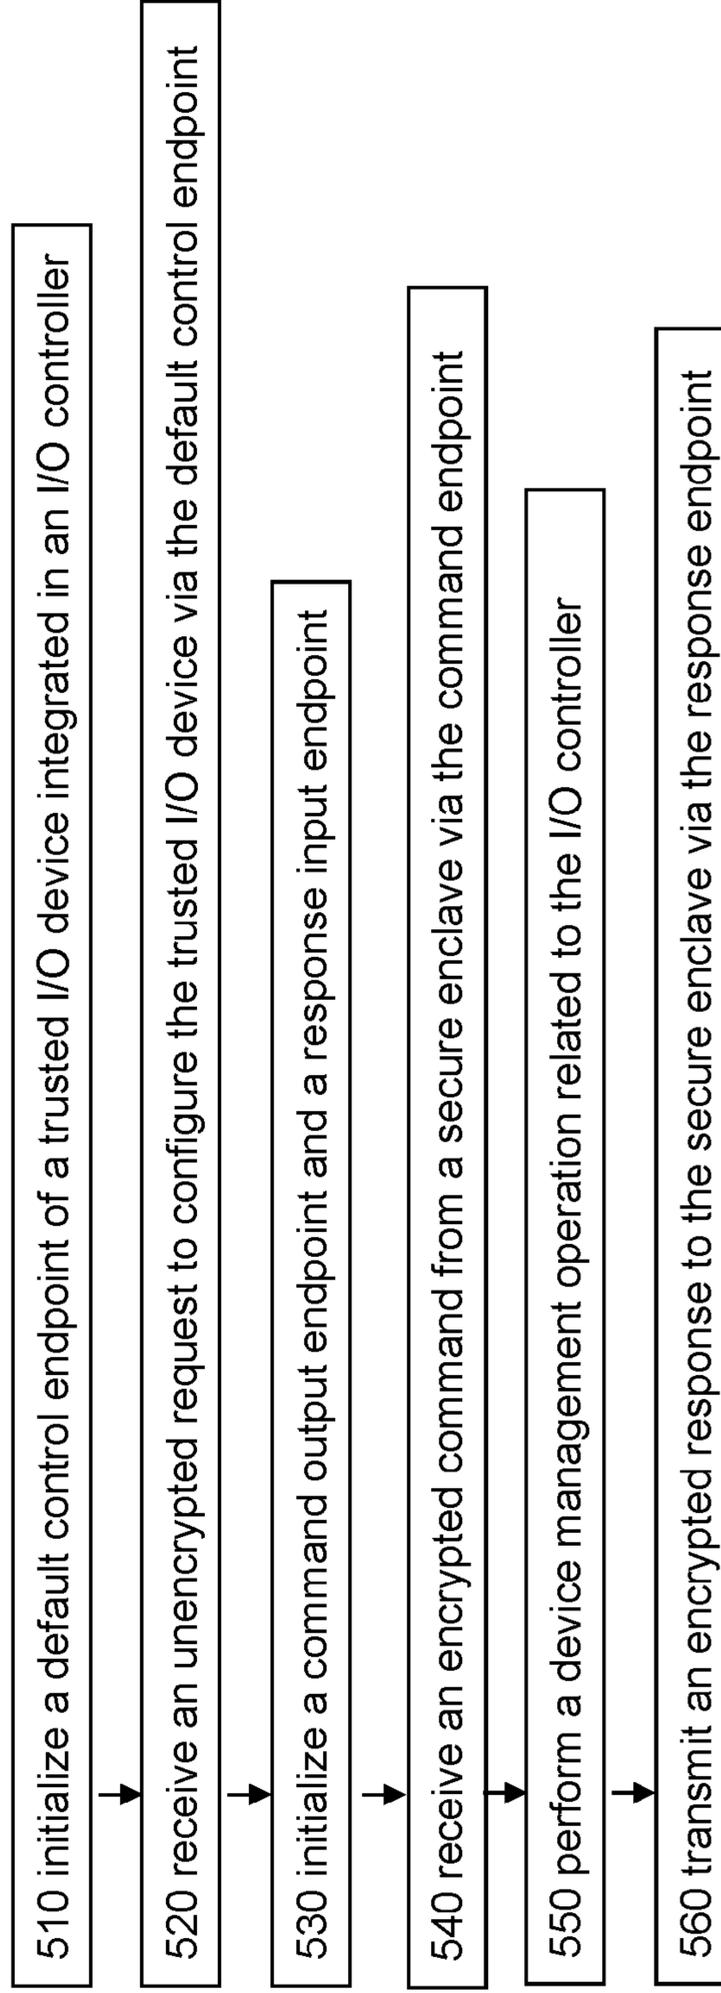 510 initialize a default control endpoint of a trusted I/O device integrated in an I/O controller
520 receive an unencrypted request to configure the trusted I/O device via the default control endpoint
530 initialize a command output endpoint and a response input endpoint
540 receive an encrypted command from a secure enclave via the command endpoint
550 perform a device management operation related to the I/O controller
560 transmit an encrypted response to the secure enclave via the response endpoint